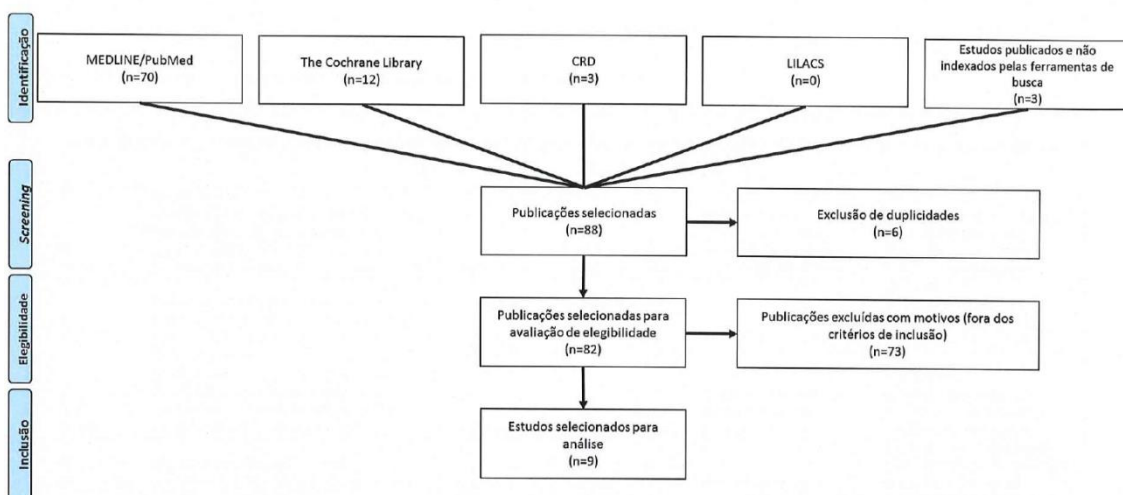 Identificação
MEDLINE/PubMed
(n=70)
The Cochrane Library
(n=12)
CRD
(n=3)
LILACS
(n=0)
Estudos publicados e não
indexados pelas ferramentas de
busca
(n=3)
Screening
Publicações selecionadas
(n=88)
Exclusão de duplicidades
(n=6)
Elegibilidade
Publicações selecionadas para
avaliação de elegibilidade
(n=82)
Publicações excluídas com motivos (fora dos
critérios de inclusão)
(n=73)
Inclusão
Estudos selecionados para
análise
(n=9)